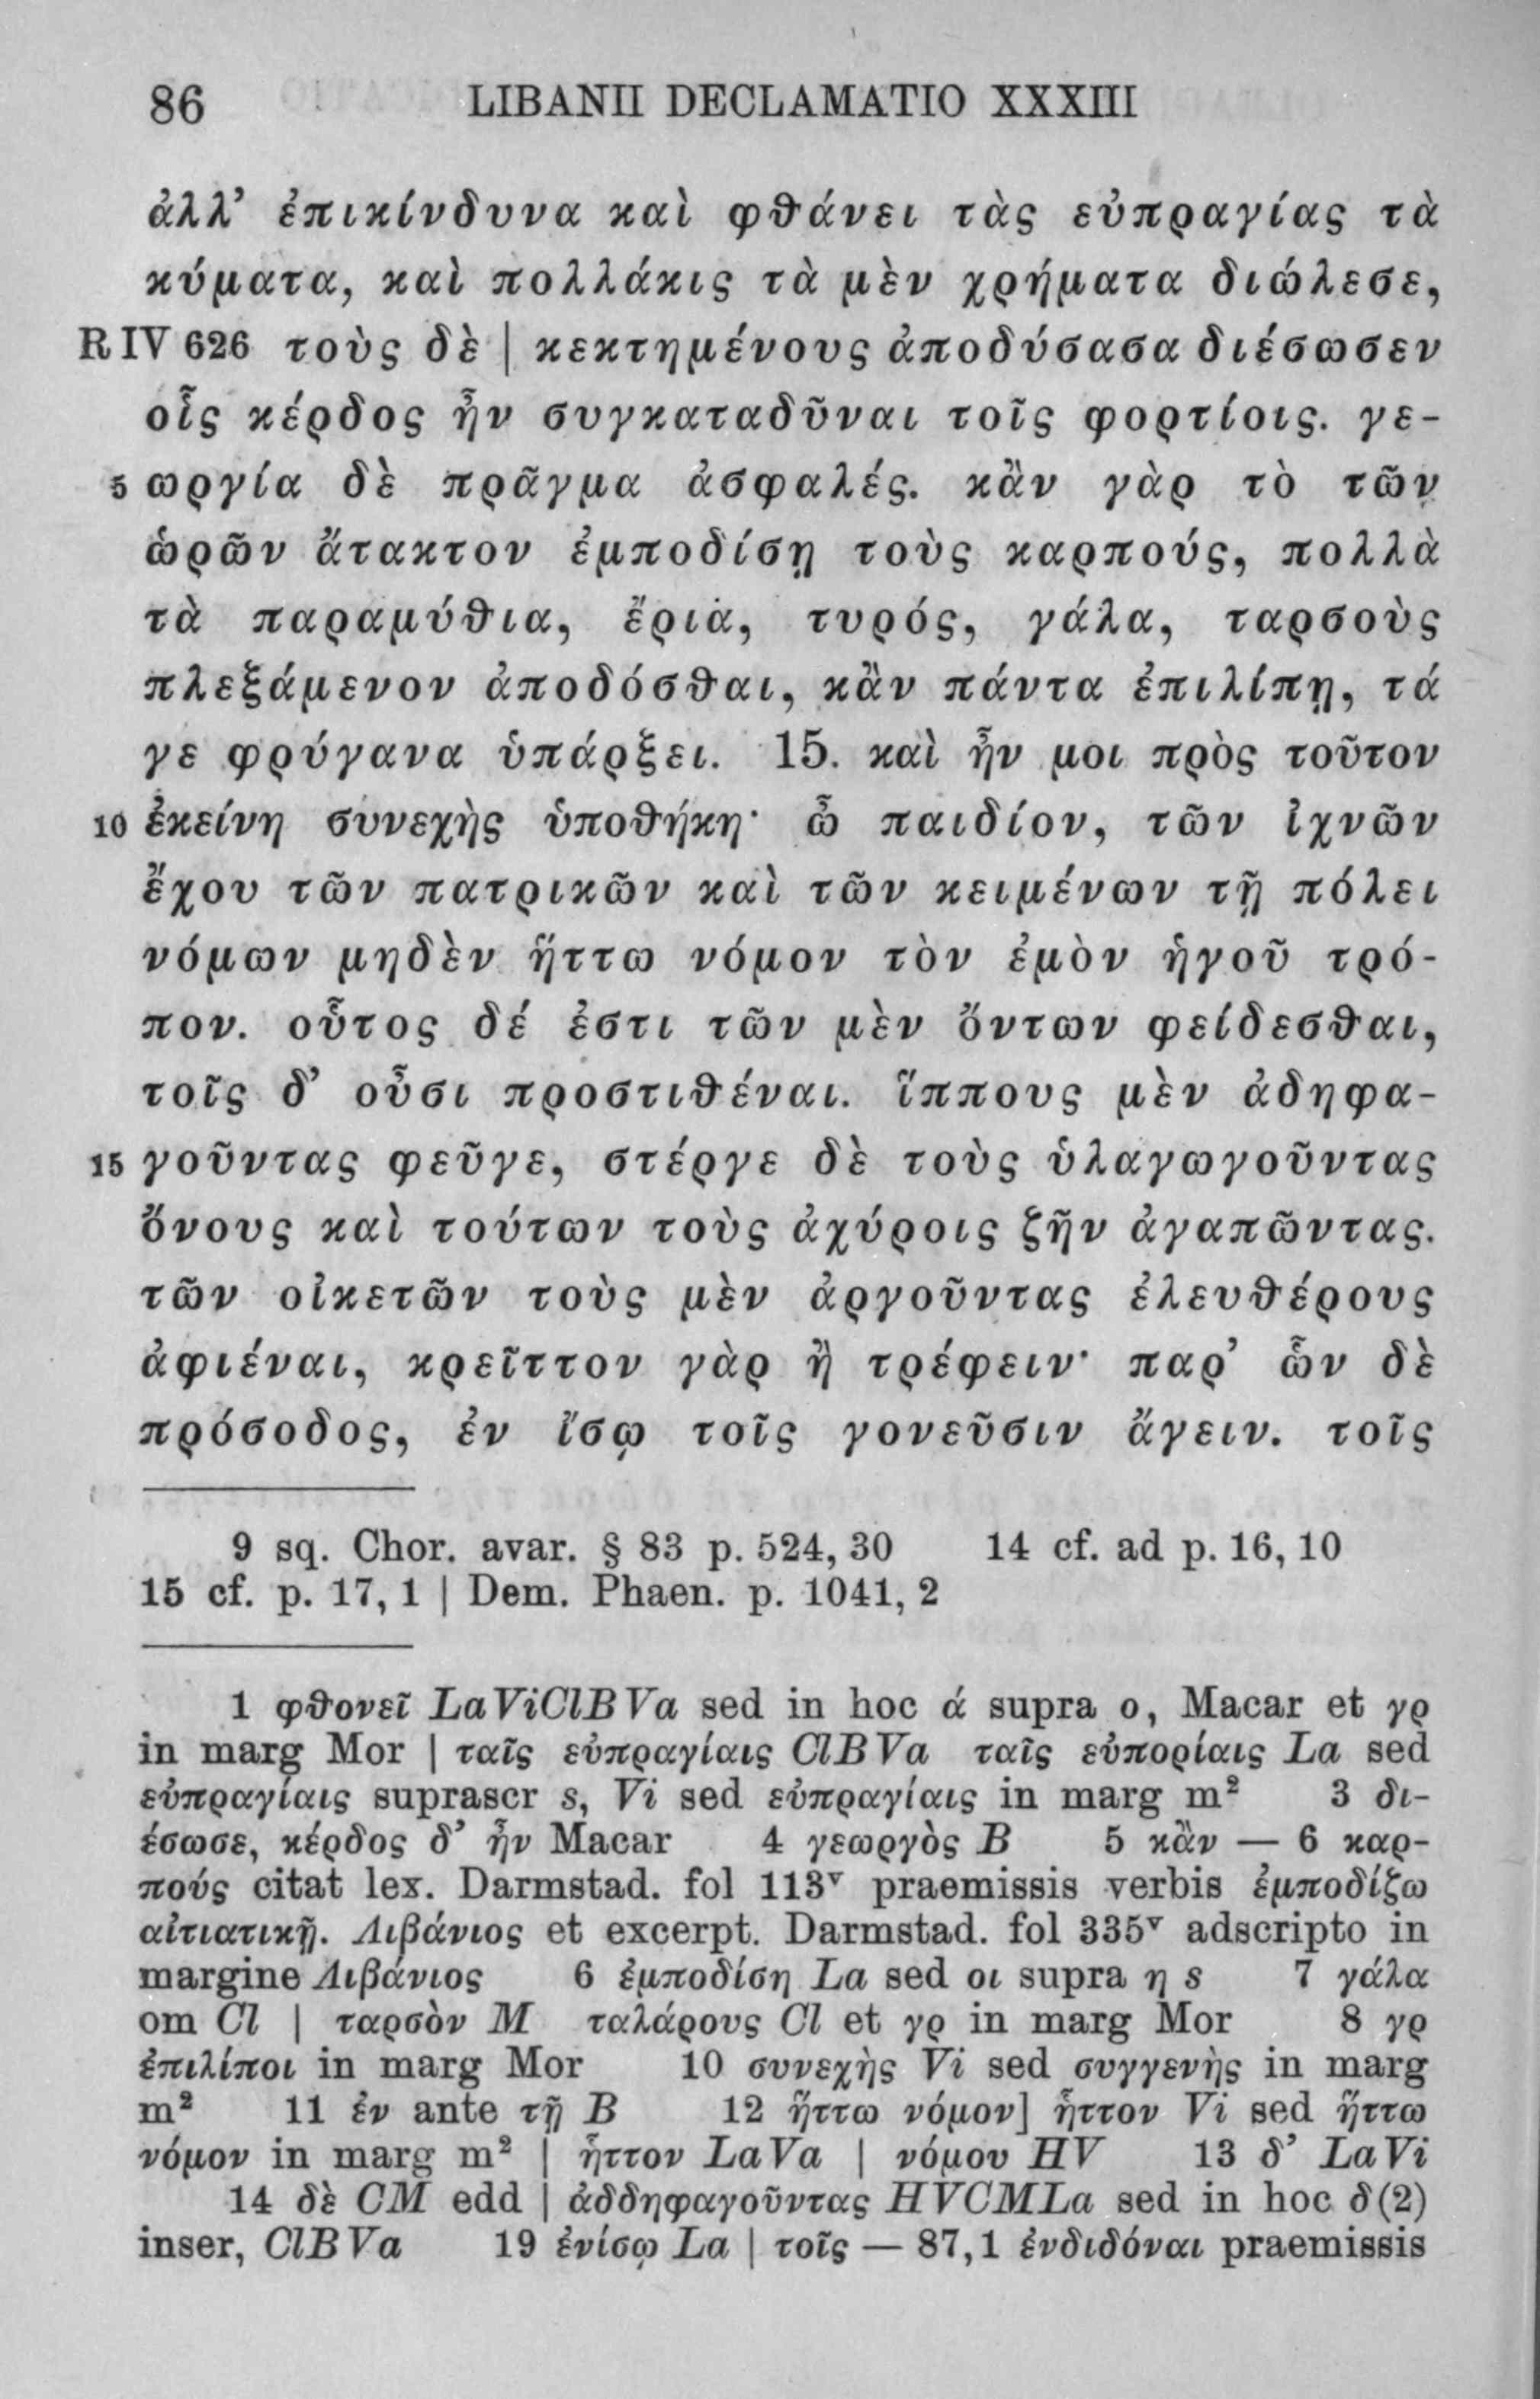 86 LIBANII DECLAMATIO XXXIII
ἀλλ' ἐπικίνδυνα καὶ φθάνει τὰς εὐπραγίας τὰ
κύματα, καὶ πολλάκις τὰ μὲν χρήματα διώλεσε,
R IV 626 τοὺς δὲ | κεκτημένους ἀποδύσασα διέσωσεν
οἷς κέρδος ἦν συγκαταδῦναι τοῖς φορτίοις. γε-
5 ωργία δὲ πρᾶγμα ἀσφαλές. κἂν γὰρ τὸ τῶν
ὡρῶν ἄτακτον ἐμποδίσῃ τοὺς καρπούς, πολλὰ
τὰ παραμύθια, ἔρια, τυρός, γάλα, ταρσοὺς
πλεξάμενον ἀποδόσθαι, κἂν πάντα ἐπιλίπῃ, τά
γε φρύγανα ὑπάρξει. 15. καὶ ἦν μοι πρὸς τοῦτον
10 ἐκείνη συνεχὴς ὑποθήκη· ὦ παιδίον, τῶν ἰχνῶν
ἔχου τῶν πατρικῶν καὶ τῶν κειμένων τῇ πόλει
νόμων μηδὲν ἥττω νόμον τὸν ἐμὸν ἡγοῦ τρό-
πον. οὗτος δέ ἐστι τῶν μὲν ὄντων φείδεσθαι,
τοῖς δ' οὖσι προστιθέναι. ἵππους μὲν ἀδηφα-
15 γοῦντας φεῦγε, στέργε δὲ τοὺς ὑλαγωγοῦντας
ὄνους καὶ τούτων τοὺς ἀχύροις ζῆν ἀγαπῶντας.
τῶν οἰκετῶν τοὺς μὲν ἀργοῦντας ἐλευθέρους
ἀφιέναι, κρεῖττον γὰρ ἢ τρέφειν· παρ' ὧν δὲ
πρόσοδος, ἐν ἴσῳ τοῖς γονεῦσιν ἄγειν. τοῖς
9 sq. Chor. avar. § 83 p. 524, 30 14 cf. ad p. 16, 10
15 cf. p. 17, 1 | Dem. Phaen. p. 1041, 2
1 φθονεῖ LaViClBVa sed in hoc ά supra ο, Macar et γρ
in marg Mor | ταῖς εὐπραγίαις ClBVa ταῖς εὐπορίαις La sed
εὐπραγίαις suprascr s, Vi sed εὐπραγίαις in marg m² 3 δι-
έσωσε, κέρδος δ' ἦν Macar 4 γεωργὸς B 5 κἂν — 6 καρ-
πούς citat lex. Darmstad. fol 113ᵛ praemissis verbis ἐμποδίζω
αἰτιατικῇ. Λιβάνιος et excerpt. Darmstad. fol 335ᵛ adscripto in
margine Λιβάνιος 6 ἐμποδίση La sed οι supra η s 7 γάλα
om Cl | ταρσὸν M ταλάρους Cl et γρ in marg Mor 8 γρ
ἐπιλίποι in marg Mor 10 συνεχὴς Vi sed συγγενὴς in marg
m² 11 ἐν ante τῇ B 12 ἥττω νόμον] ἧττον Vi sed ἥττω
νόμον in marg m² | ἧττον LaVa | νόμου HV 13 δ' LaVi
14 δὲ CM edd | ἀδδηφαγοῦντας HVCMLa sed in hoc δ(2)
inser, ClBVa 19 ἐνίσῳ La | τοῖς — 87,1 ἐνδιδόναι praemissis